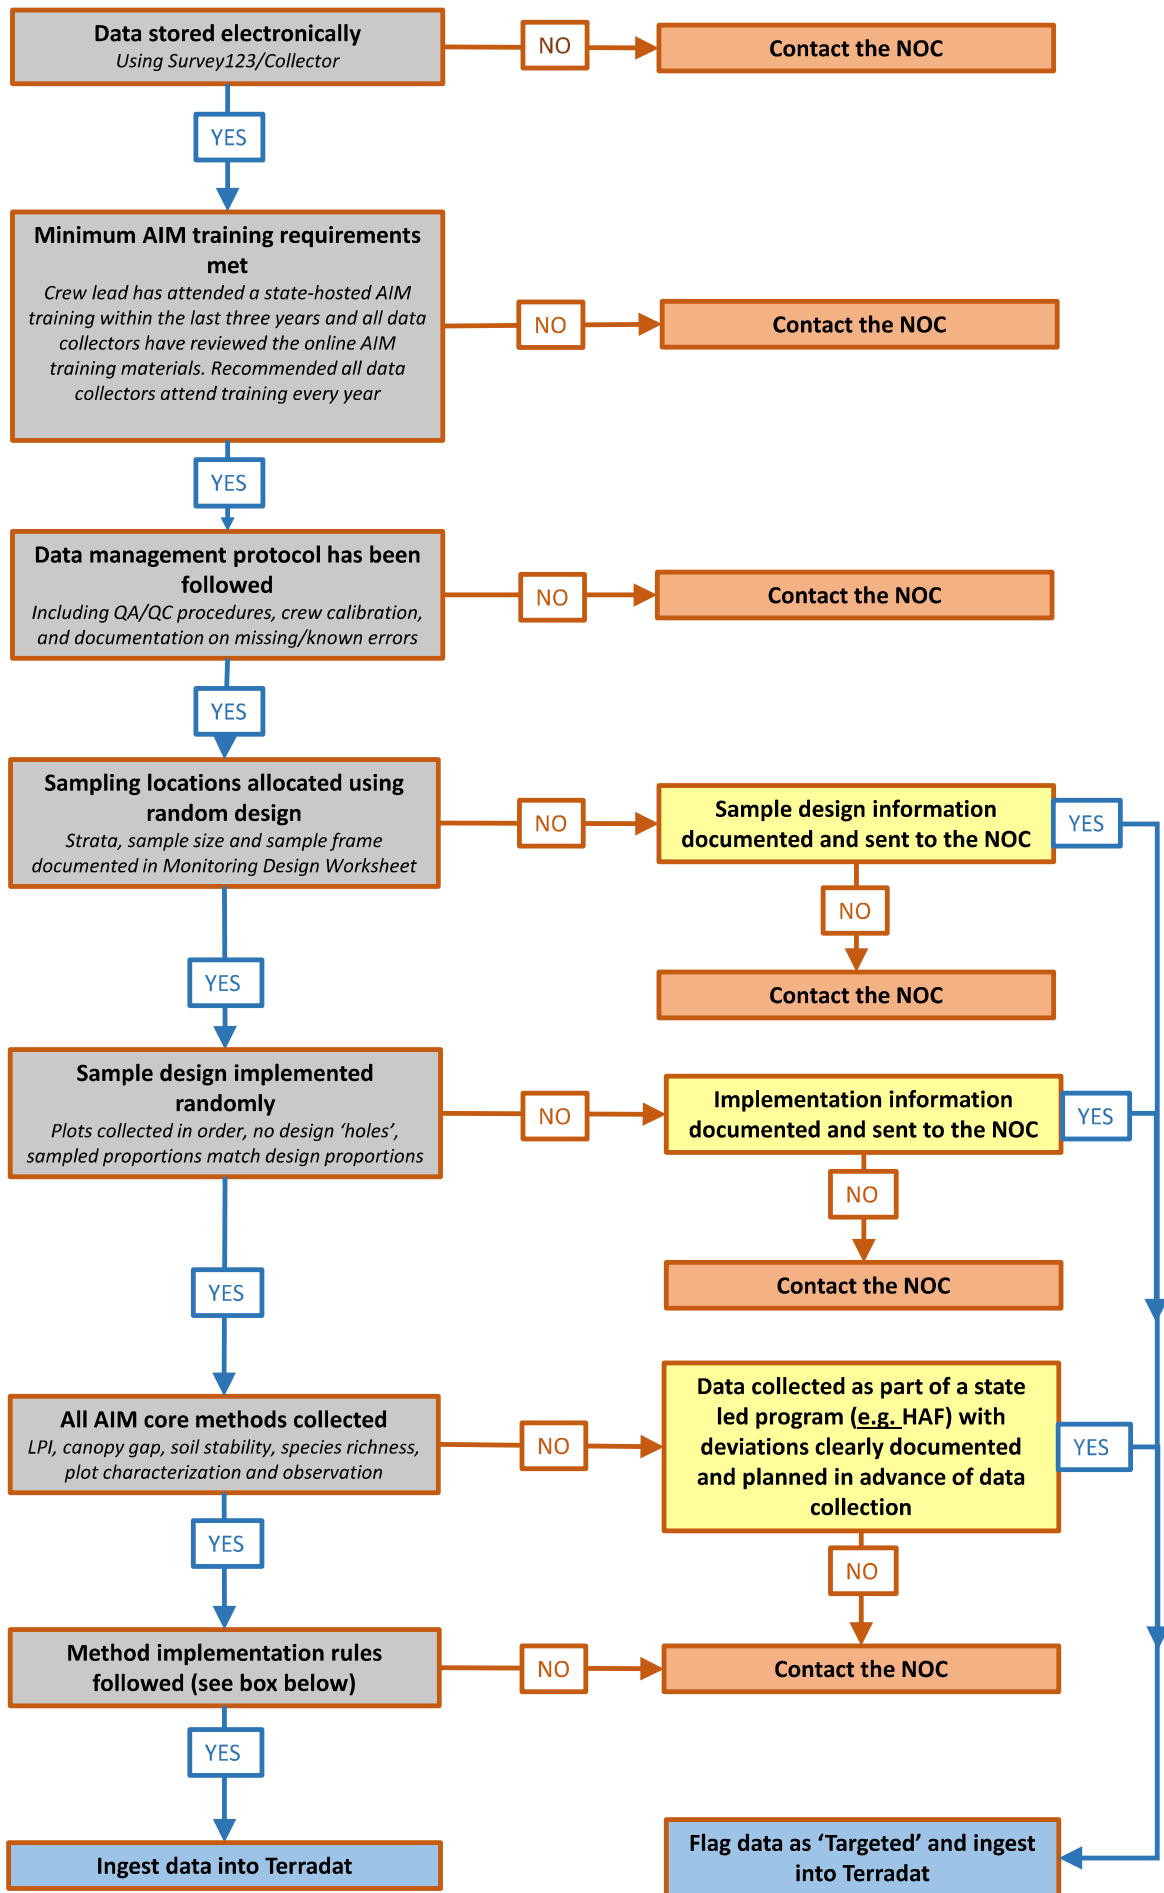 Data stored electronically
Using Survey123/Collector
NO
Contact the NOC
YES
Minimum AIM training requirements
met
Crew lead has attended a state-hosted AIM
training within the last three years and all data
collectors have reviewed the online AIM
training materials. Recommended all data
collectors attend training every year
NO
Contact the NOC
YES
Data management protocol has been
followed
Including QA/QC procedures, crew calibration,
and documentation on missing/known errors
NO
Contact the NOC
YES
Sampling locations allocated using
random design
Strata, sample size and sample frame
documented in Monitoring Design Worksheet
NO
Sample design information
documented and sent to the NOC
YES
NO
Contact the NOC
YES
Sample design implemented
randomly
Plots collected in order, no design ‘holes’,
sampled proportions match design proportions
NO
Implementation information
documented and sent to the NOC
YES
NO
Contact the NOC
YES
All AIM core methods collected
LPI, canopy gap, soil stability, species richness,
plot characterization and observation
NO
Data collected as part of a state
led program (e.g. HAF) with
deviations clearly documented
and planned in advance of data
collection
YES
NO
YES
Method implementation rules
followed (see box below)
NO
Contact the NOC
YES
Ingest data into Terradat
Flag data as ‘Targeted’ and ingest
into Terradat